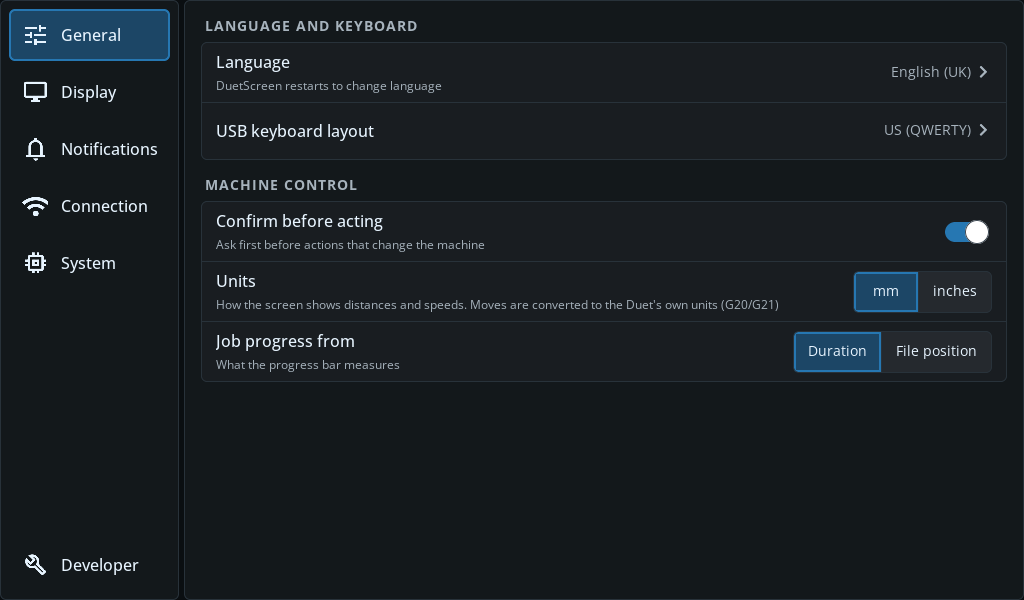 General
Display
Notifications
Connection
System
Developer
LANGUAGE AND KEYBOARD
Language
DuetScreen restarts to change language
English (UK)
USB keyboard layout
US (QWERTY)
MACHINE CONTROL
Confirm before acting
Ask first before actions that change the machine
Units
How the screen shows distances and speeds. Moves are converted to the Duet's own units (G20/G21)
mm
inches
Job progress from
What the progress bar measures
Duration
File position